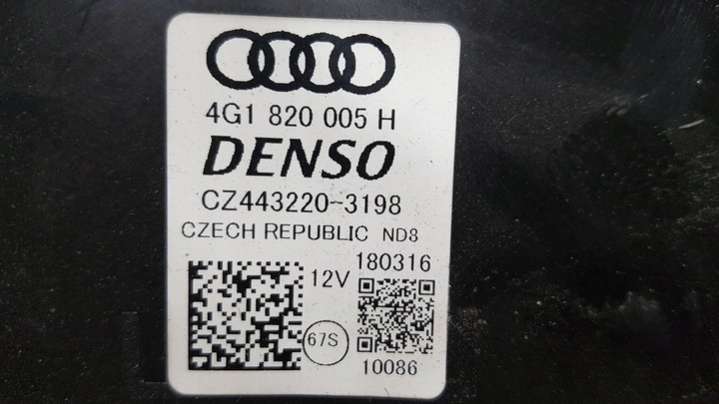 4G1 820 005 H
DENSO
CZ443220-3198
CZECH REPUBLIC ND8
12V
180316
67S
10086